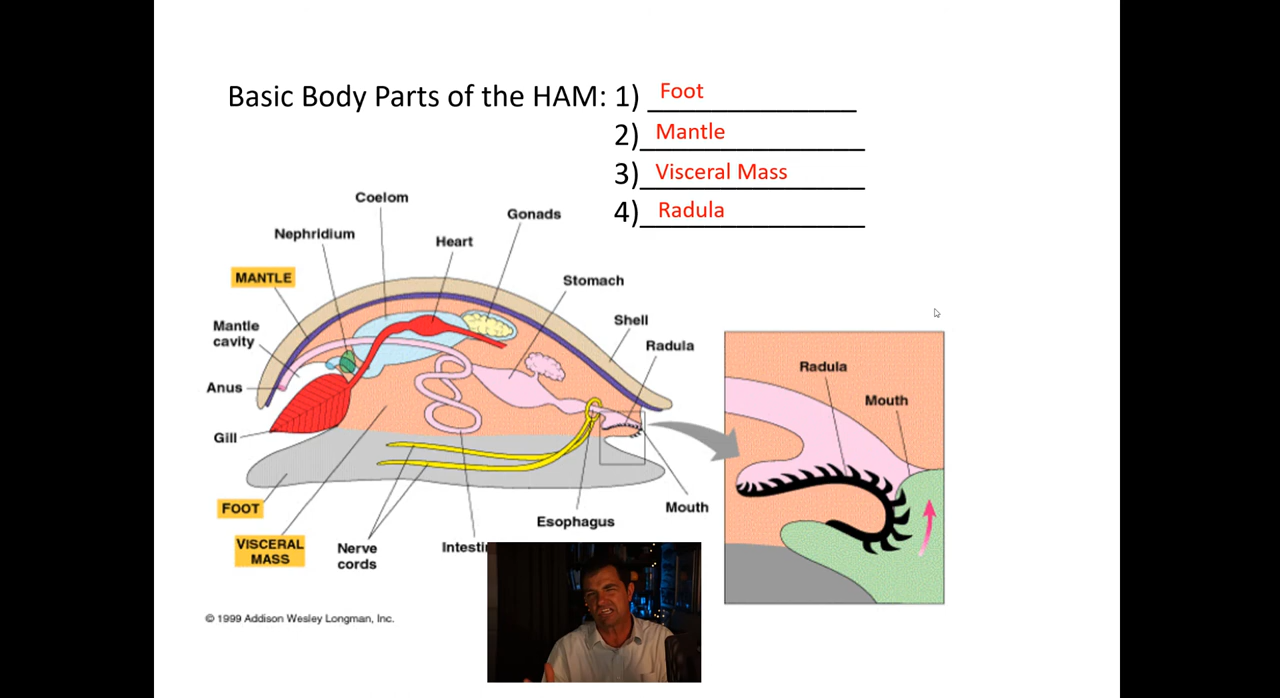 Basic Body Parts of the HAM: 1) Foot
2) Mantle
3) Visceral Mass
4) Radula
Coelom
Gonads
Nephridium
Heart
MANTLE
Stomach
Mantle
cavity
Shell
Radula
Anus
Gill
Radula
Mouth
FOOT
Mouth
Esophagus
VISCERAL
MASS
Nerve
cords
Intesti
© 1999 Addison Wesley Longman, Inc.